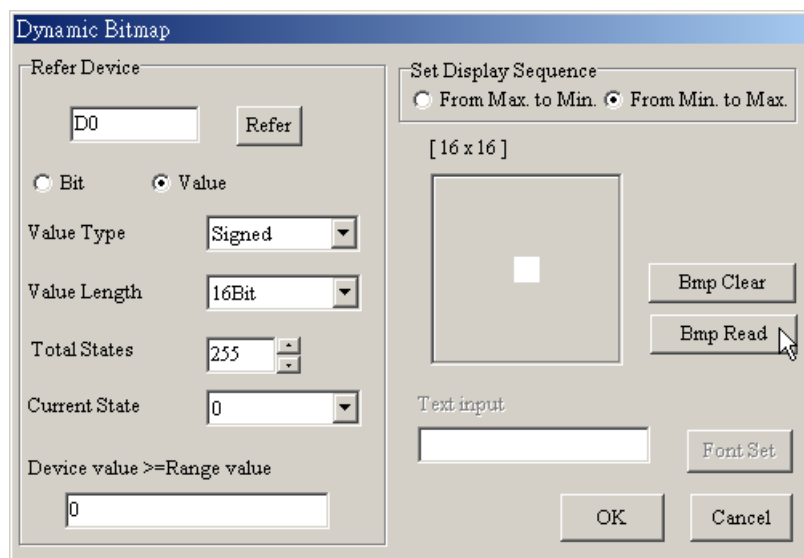 Dynamic Bitmap
Refer Device
D0
Refer
Bit
Value
Value Type
Signed
Value Length
16Bit
Total States
255
Current State
0
Device value >=Range value
0
Set Display Sequence
From Max. to Min.
From Min. to Max.
[ 16 x 16 ]
Bmp Clear
Bmp Read
Text input
Font Set
OK
Cancel